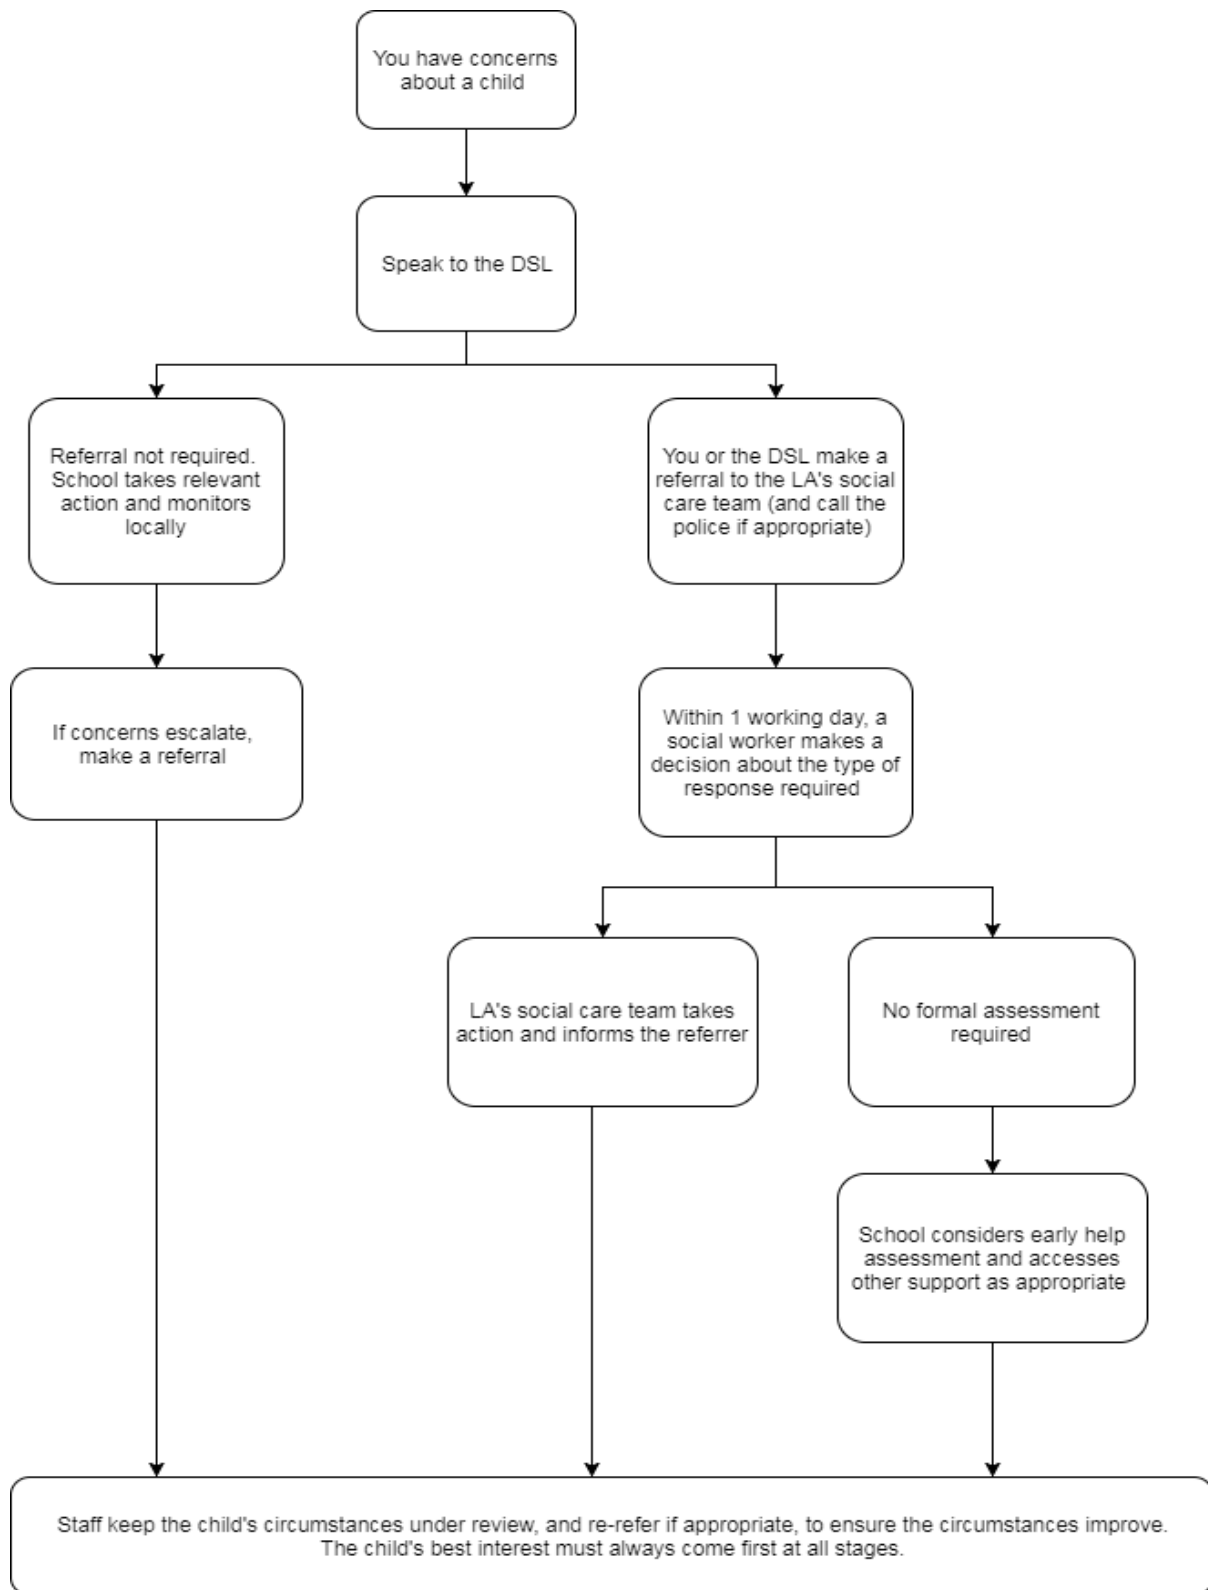 You have concerns
about a child
Speak to the DSL
Referral not required.
School takes relevant
action and monitors
locally
You or the DSL make a
referral to the LA's social
care team (and call the
police if appropriate)
If concerns escalate,
make a referral
Within 1 working day, a
social worker makes a
decision about the type of
response required
LA's social care team takes
action and informs the referrer
No formal assessment
required
School considers early help
assessment and accesses
other support as appropriate
Staff keep the child's circumstances under review, and re-refer if appropriate, to ensure the circumstances improve.
The child's best interest must always come first at all stages.